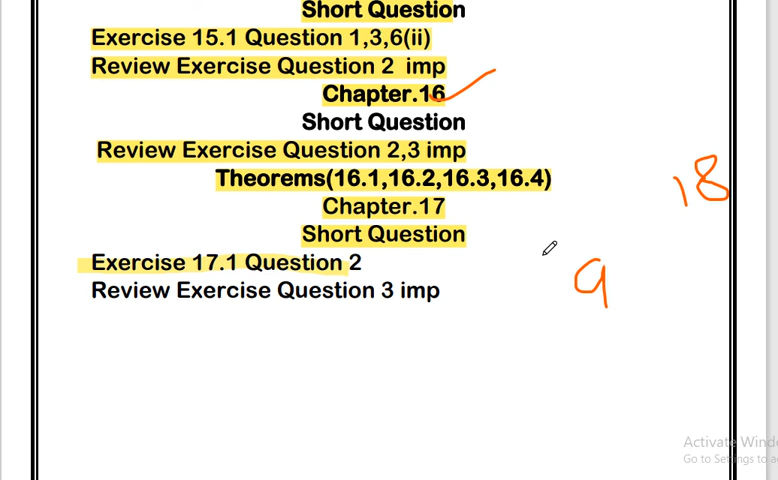 Short Question
Exercise 15.1 Question 1,3,6(ii)
Review Exercise Question 2 imp
Chapter.16
Short Question
Review Exercise Question 2,3 imp
Theorems(16.1,16.2,16.3,16.4)
18
Chapter.17
Short Question
Exercise 17.1 Question 2
9
Review Exercise Question 3 imp
Activate Wind
Go to Settings to a